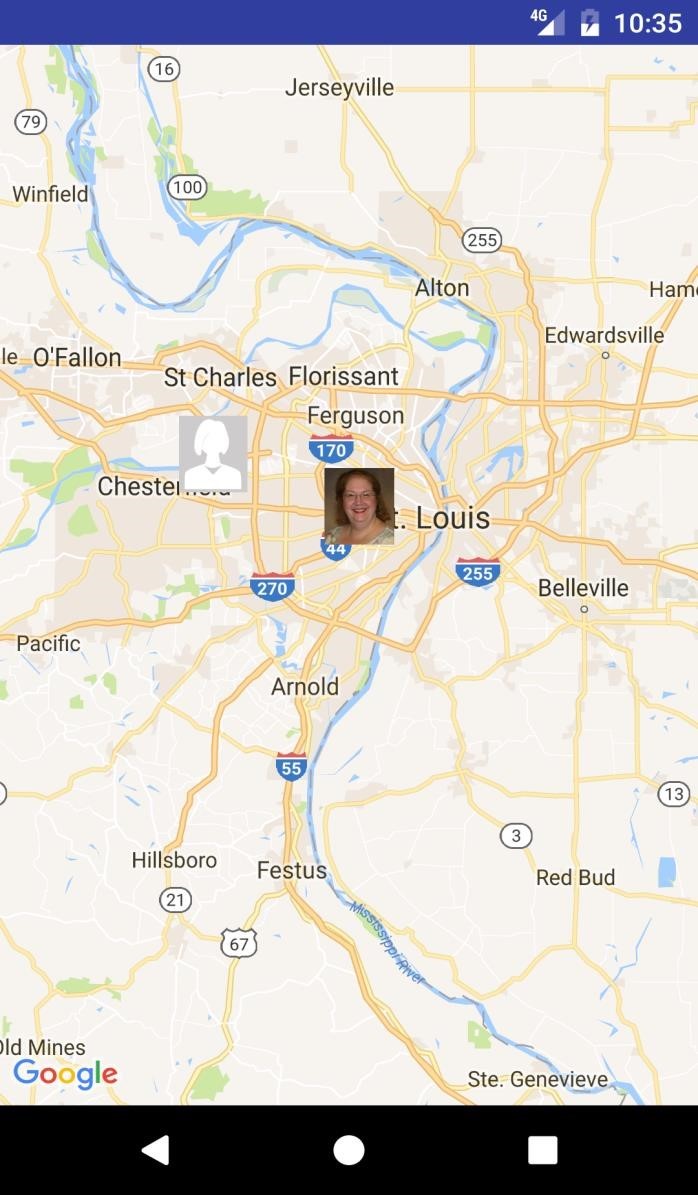 4G 10:35
16
Jerseyville
79
Winfield
100
255
Alton
Edwardsville
O'Fallon
St Charles
Florissant
Ferguson
170
Louis
44
270
255
Belleville
Pacific
Arnold
55
13
3
Hillsboro
Festus
Red Bud
21
67
Mississippi River
Old Mines
Google
Ste. Genevieve